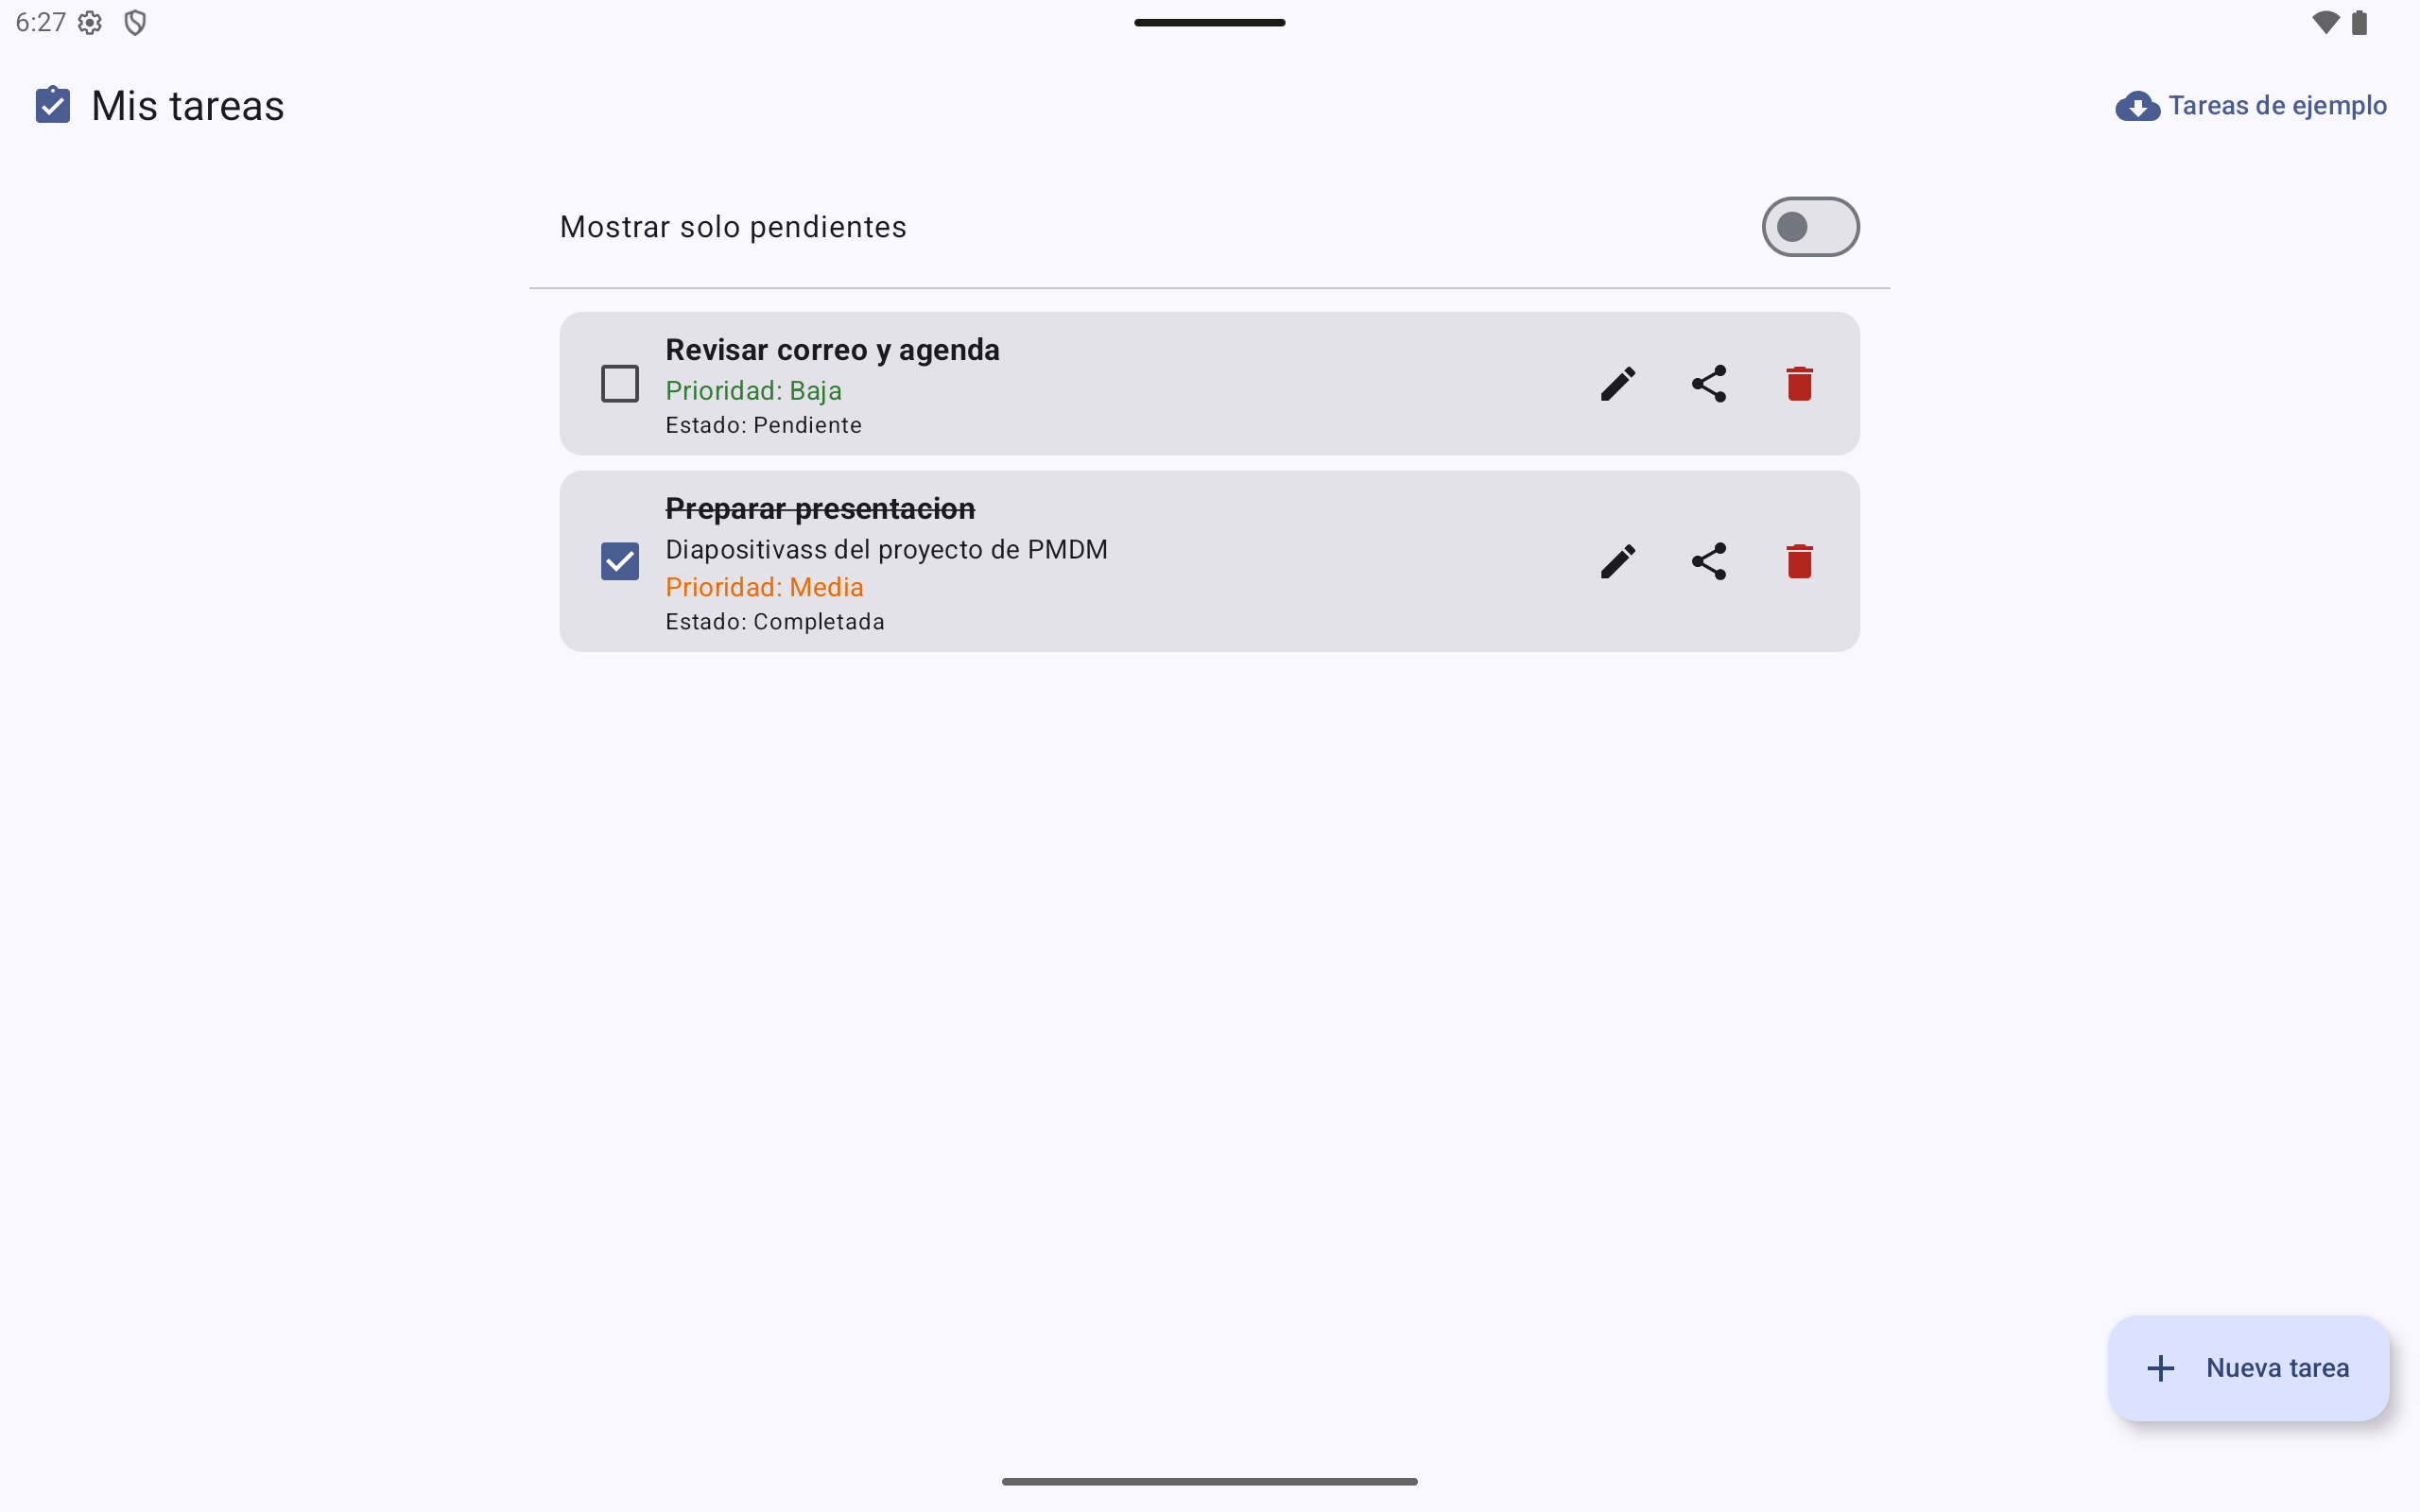 6:27
Mis tareas
Tareas de ejemplo
Mostrar solo pendientes
Revisar correo y agenda
Prioridad: Baja
Estado: Pendiente
Preparar presentacion
Diapositivass del proyecto de PMDM
Prioridad: Media
Estado: Completada
Nueva tarea